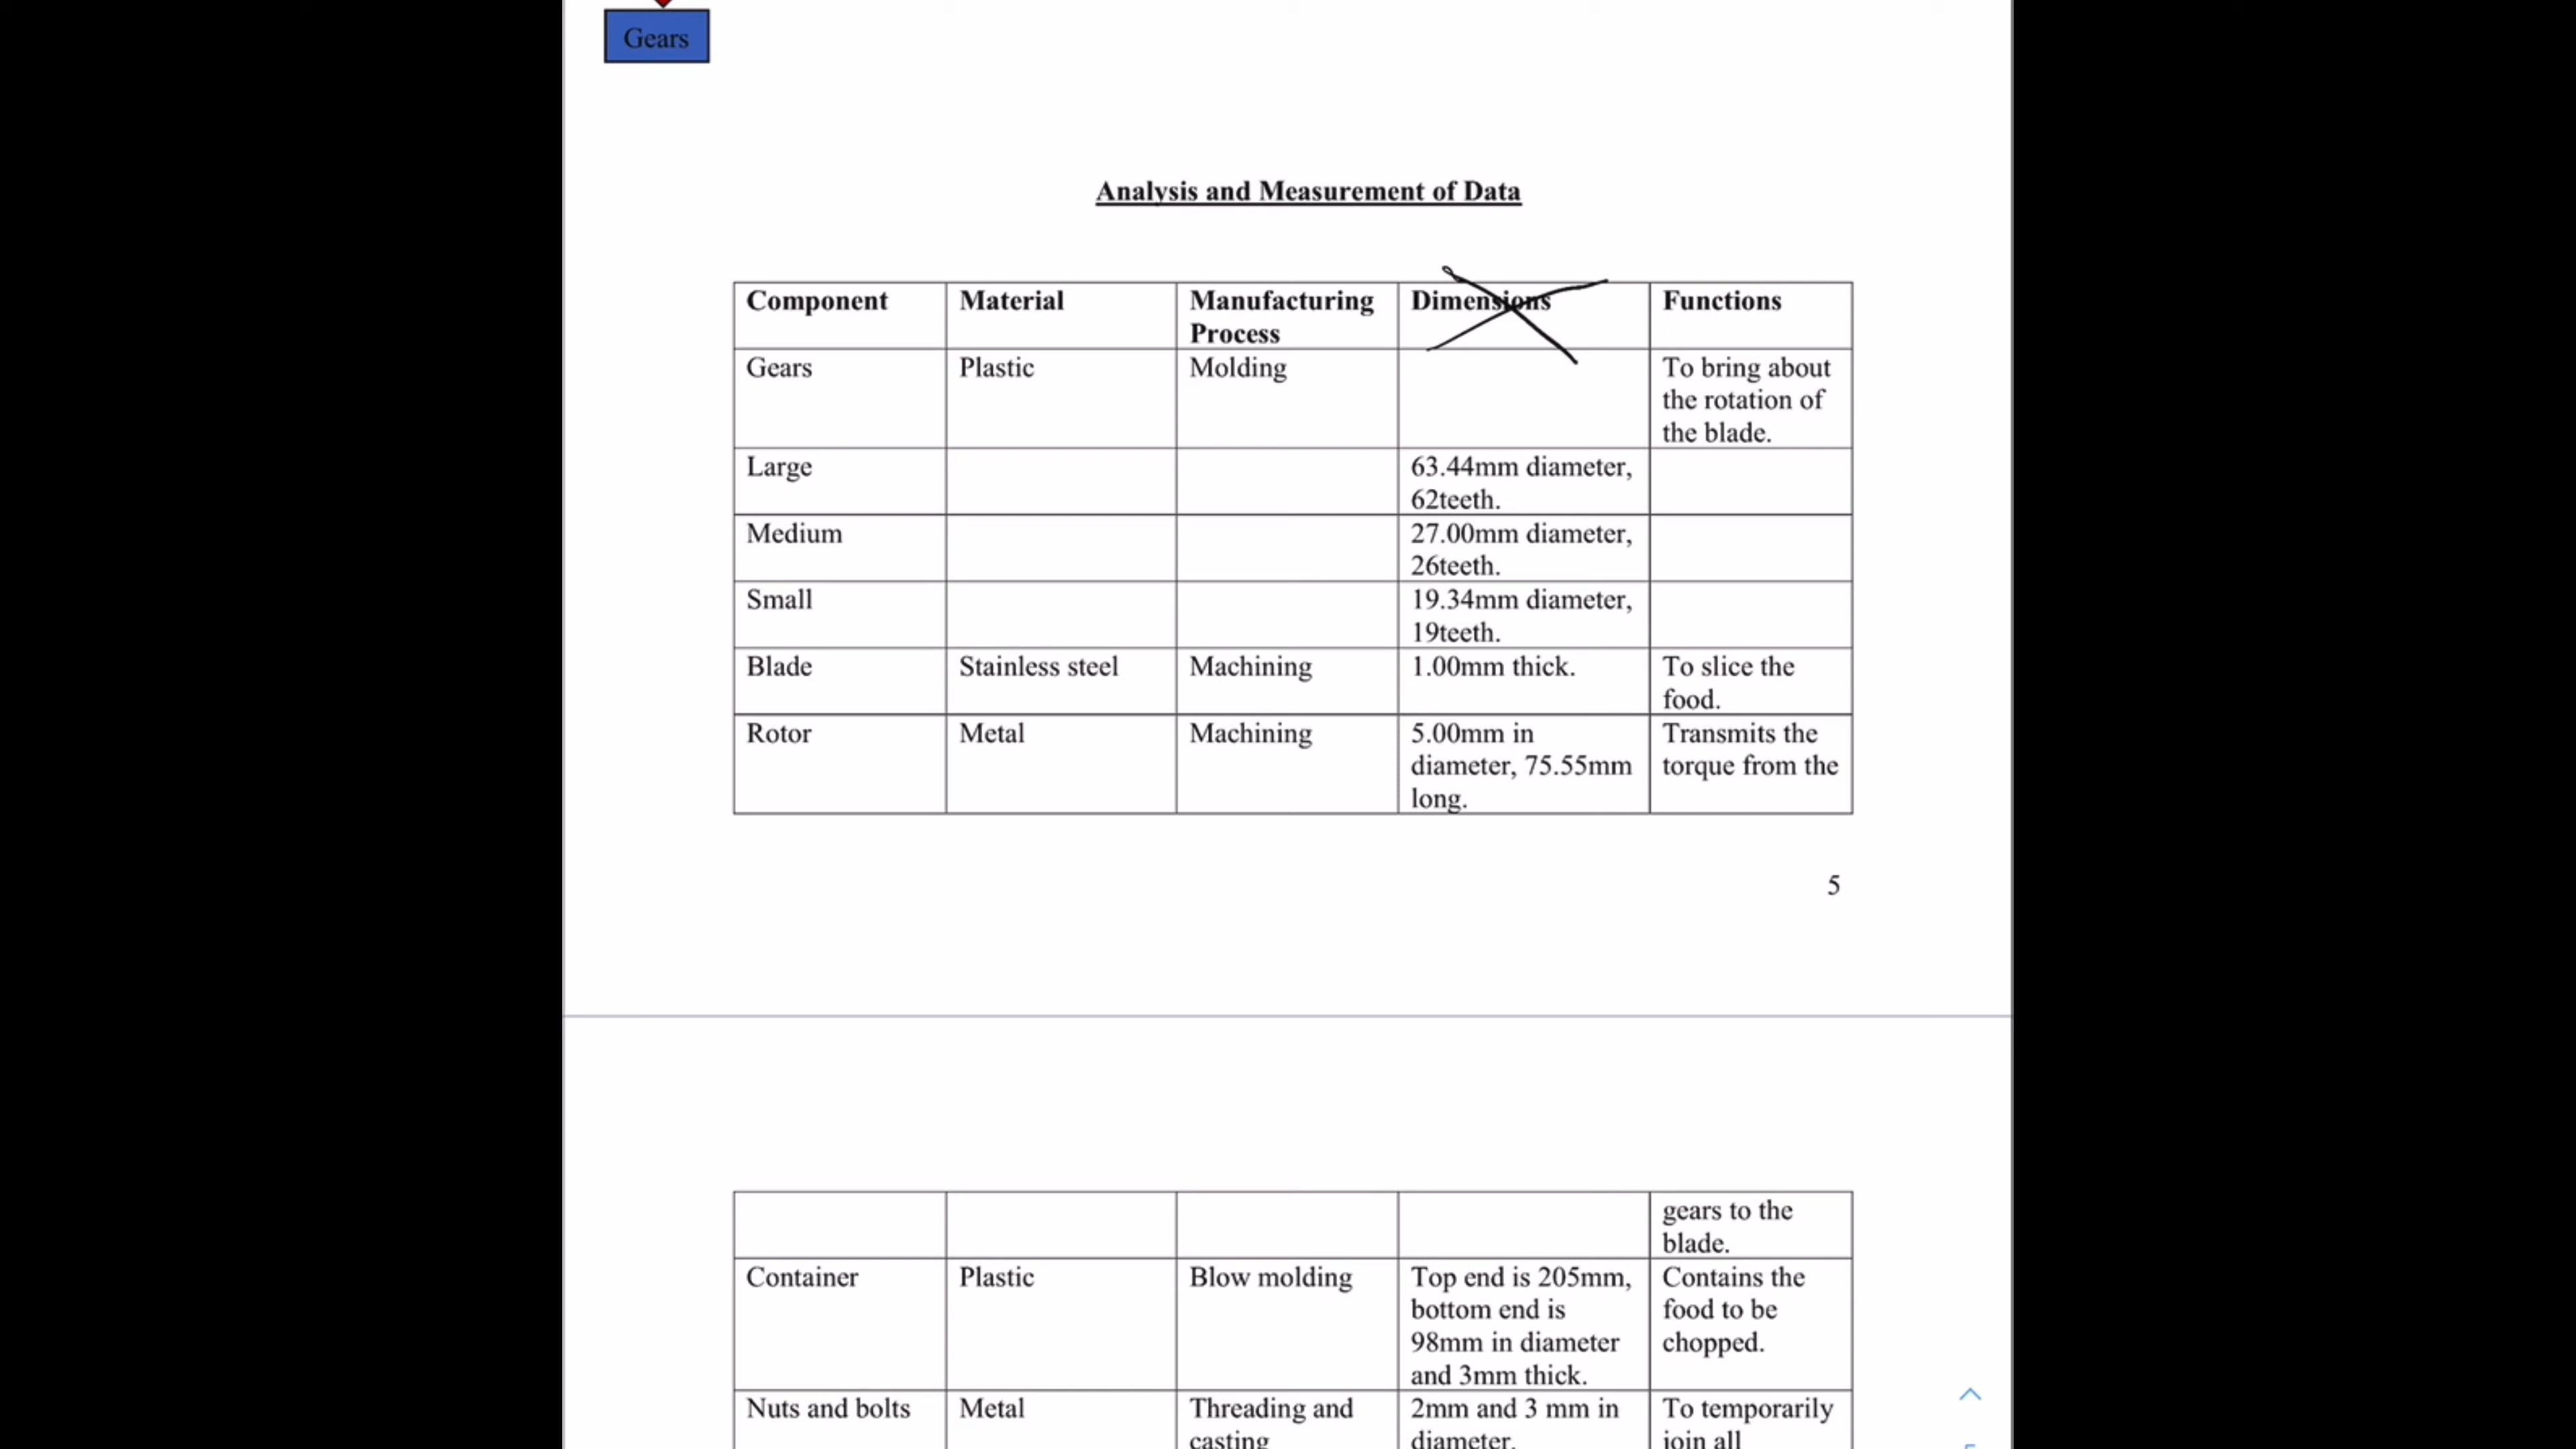 Gears
Analysis and Measurement of Data
Component Material Manufacturing Process Dimensions Functions
Gears Plastic Molding To bring about the rotation of the blade.
Large 63.44mm diameter, 62teeth.
Medium 27.00mm diameter, 26teeth.
Small 19.34mm diameter, 19teeth.
Blade Stainless steel Machining 1.00mm thick. To slice the food.
Rotor Metal Machining 5.00mm in diameter, 75.55mm long. Transmits the torque from the
5
gears to the blade.
Container Plastic Blow molding Top end is 205mm, bottom end is 98mm in diameter and 3mm thick. Contains the food to be chopped.
Nuts and bolts Metal Threading and casting 2mm and 3 mm in diameter. To temporarily join all